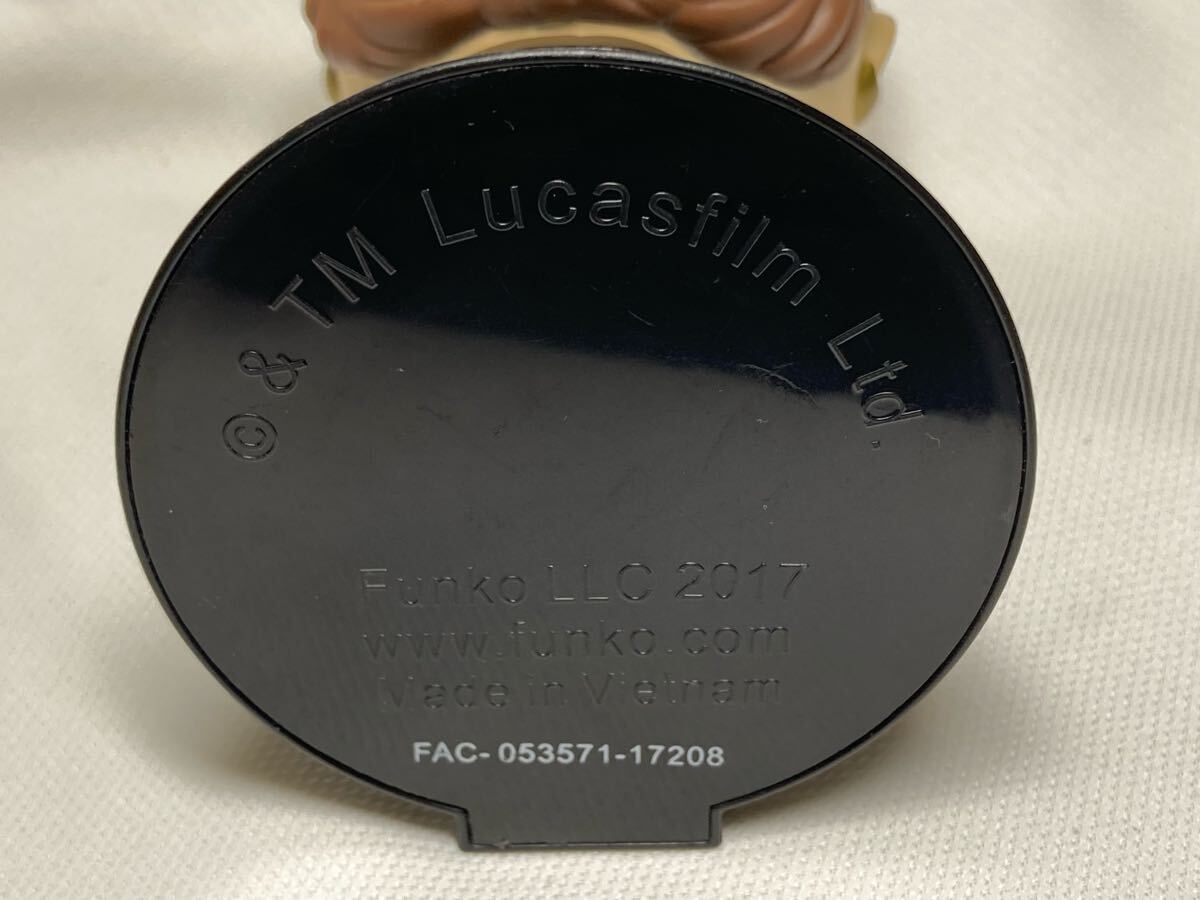 © & TM Lucasfilm Ltd.
Funko LLC 2017
www.funko.com
Made in Vietnam
FAC- 053571-17208